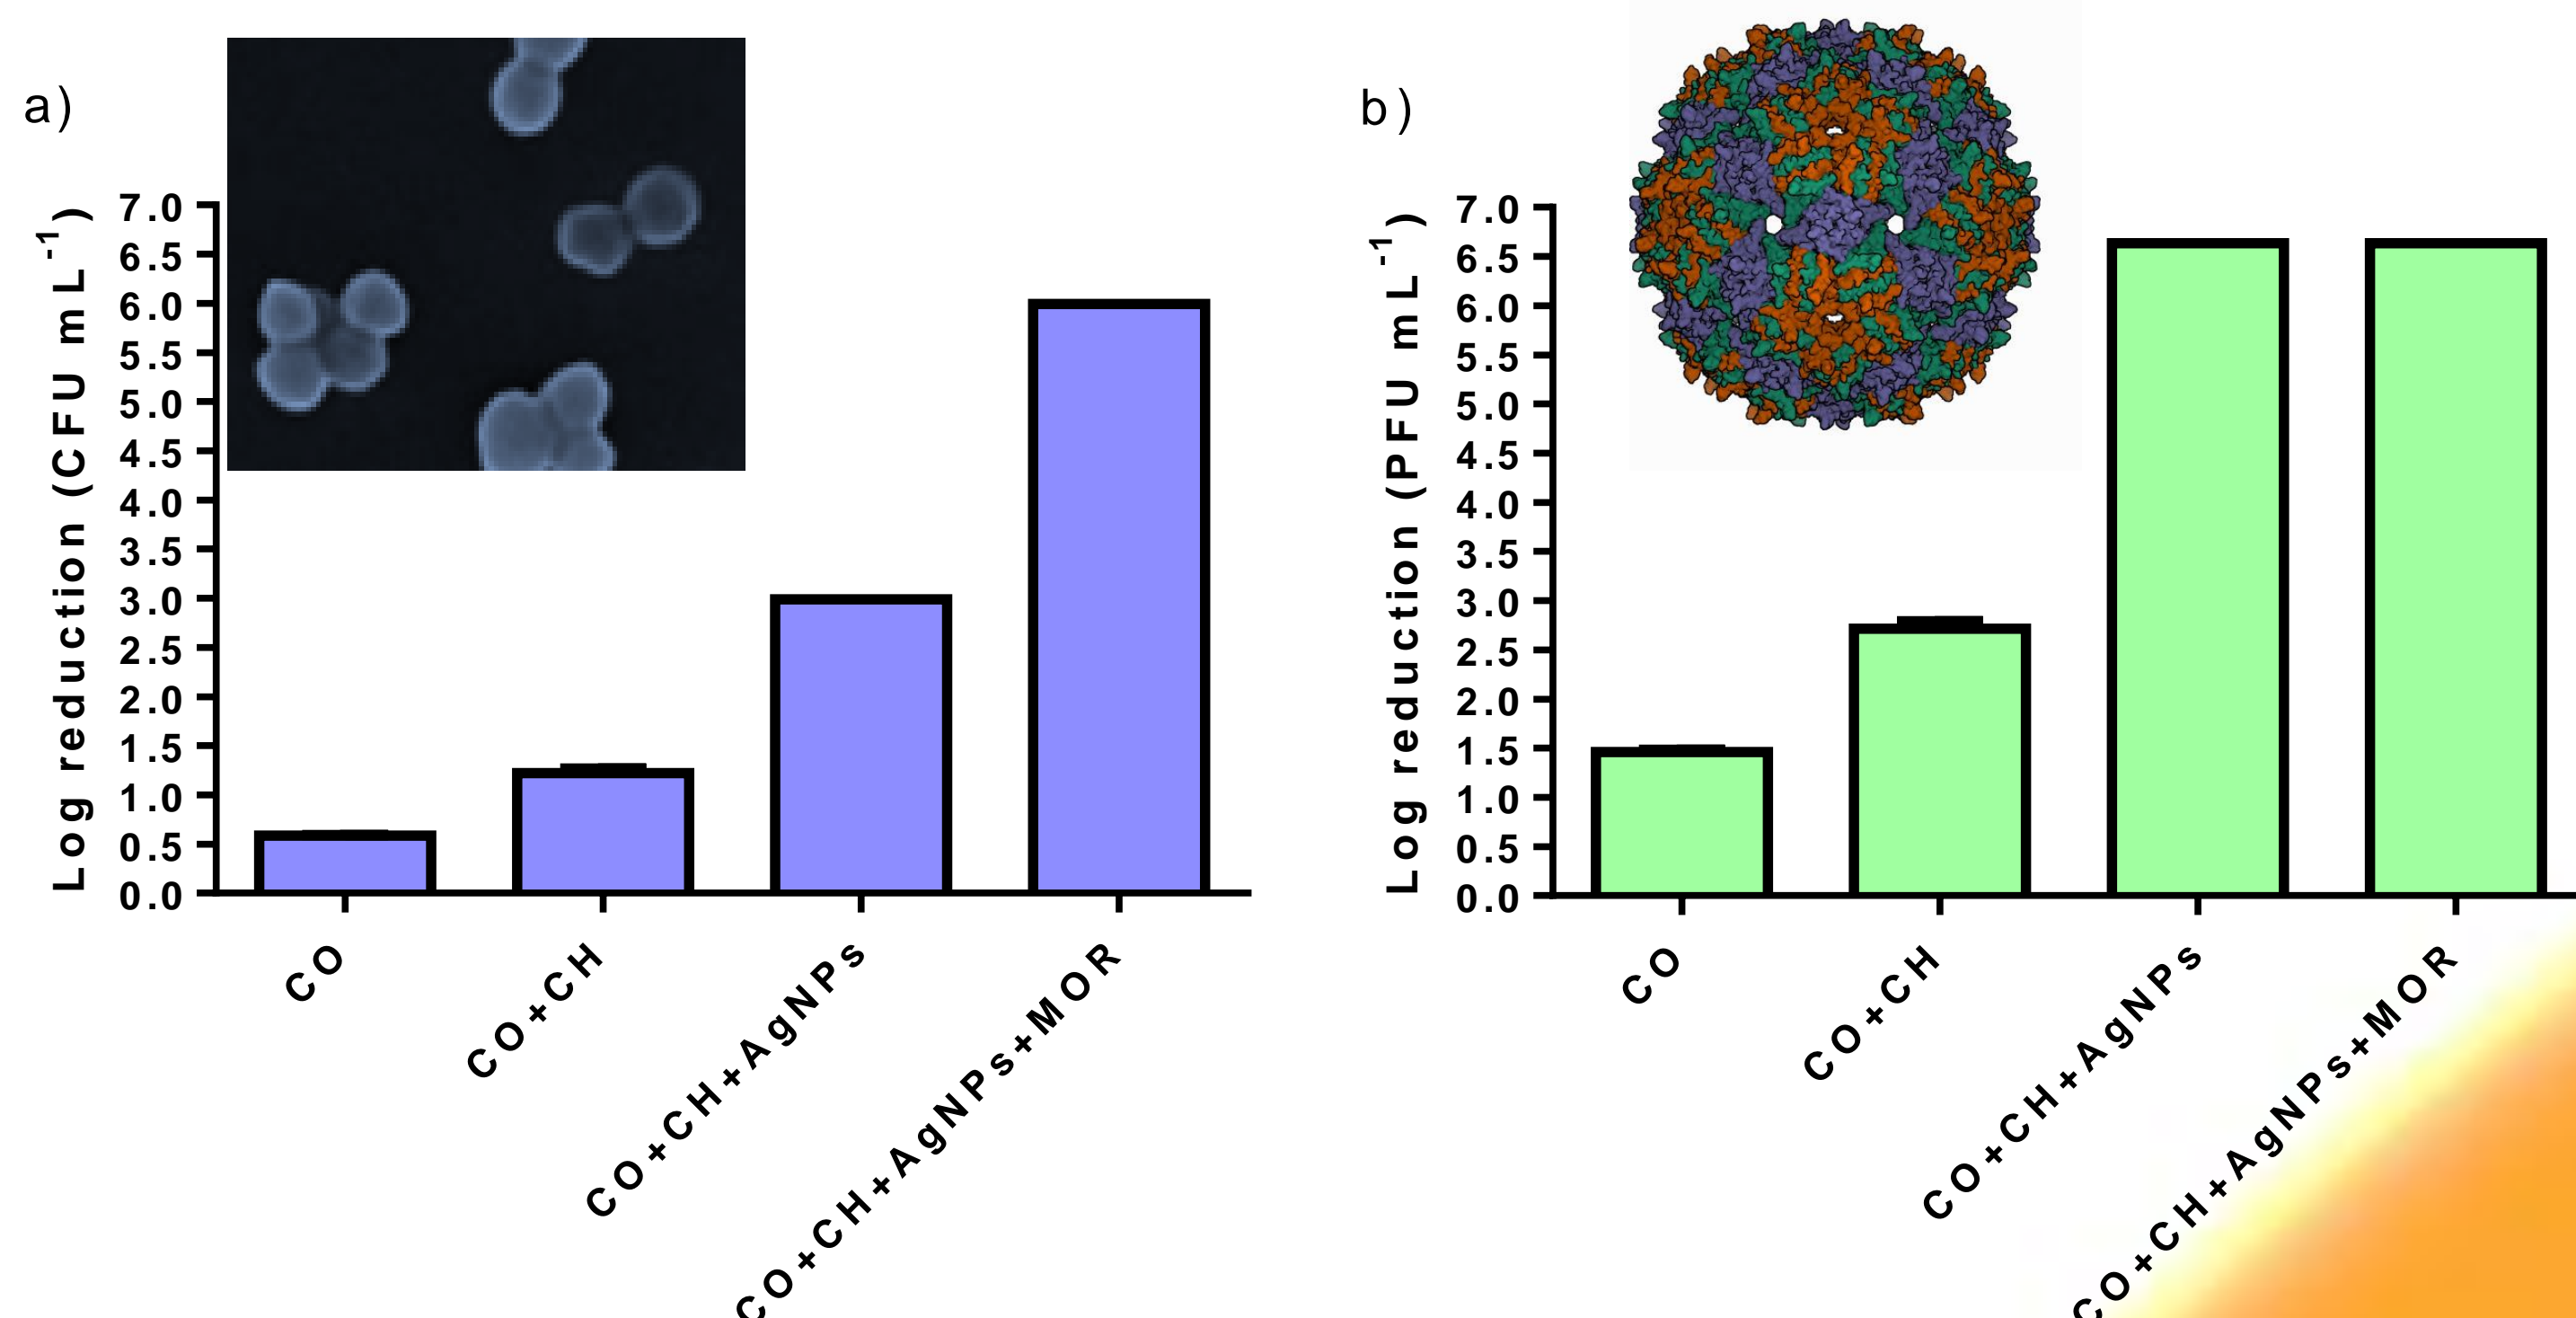 a)
Log reduction (CFU mL-1)
7.0
6.5
6.0
5.5
5.0
4.5
4.0
3.5
3.0
2.5
2.0
1.5
1.0
0.5
0.0
CO
CO+CH
CO+CH+AgNPs
CO+CH+AgNPs+MOR
b)
Log reduction (PFU mL-1)
7.0
6.5
6.0
5.5
5.0
4.5
4.0
3.5
3.0
2.5
2.0
1.5
1.0
0.5
0.0
CO
CO+CH
CO+CH+AgNPs
CO+CH+AgNPs+MOR